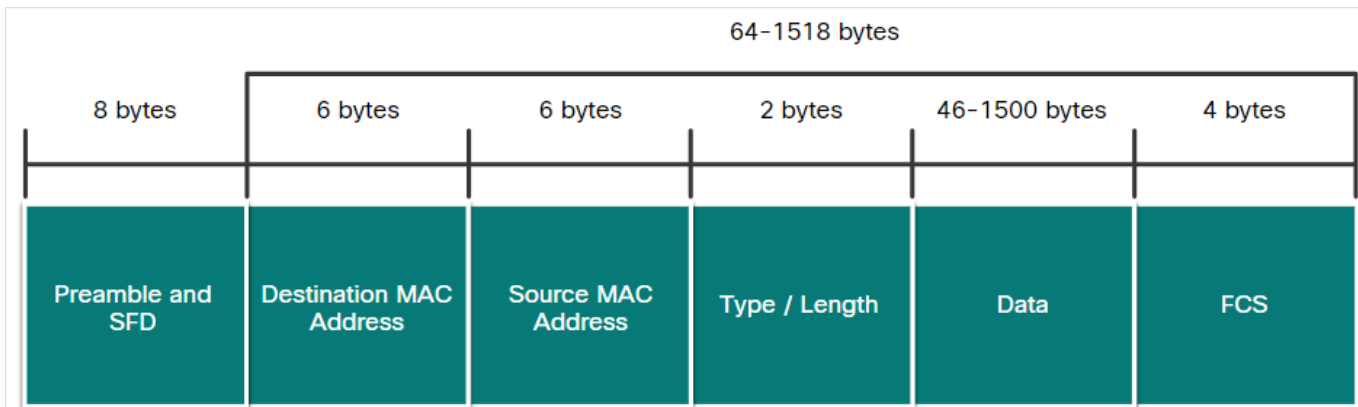 64-1518 bytes
8 bytes
6 bytes
6 bytes
2 bytes
46-1500 bytes
4 bytes
Preamble and
SFD
Destination MAC
Address
Source MAC
Address
Type / Length
Data
FCS